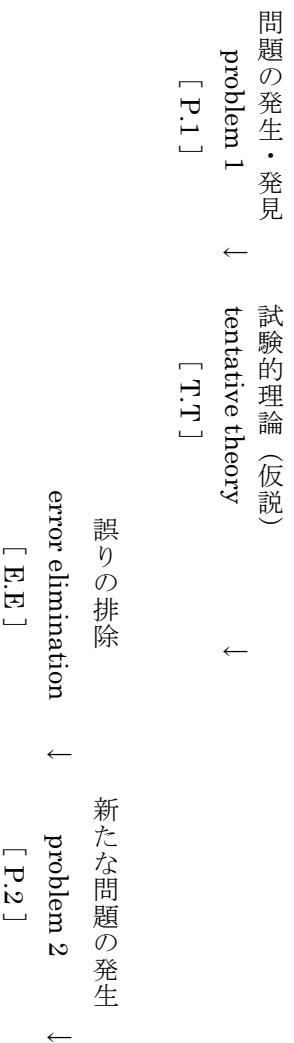 問題の発生・発見
problem 1 →
[ P.1 ]
試験的理論（仮説）
tentative theory →
[ T.T ]
誤りの排除
error elimination →
[ E.E ]
新たな問題の発生
problem 2 →
[ P.2 ]